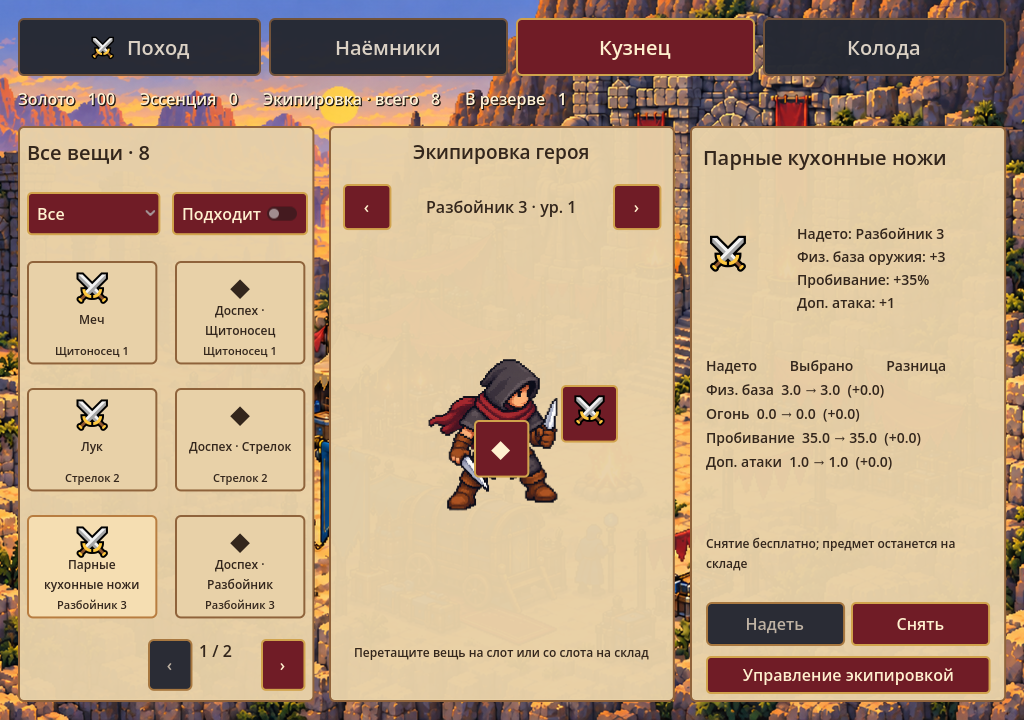 Поход
Наёмники
Кузнец
Колода
Золото 100 Эссенция 0 Экипировка · всего 8 В резерве 1
Все вещи · 8
Все
Подходит
Меч
Щитоносец 1
Доспех ·
Щитоносец
Щитоносец 1
Лук
Стрелок 2
Доспех · Стрелок
Стрелок 2
Парные
кухонные ножи
Разбойник 3
Доспех ·
Разбойник
Разбойник 3
‹ 1 / 2 ›
Экипировка героя
‹ Разбойник 3 · ур. 1 ›
Перетащите вещь на слот или со слота на склад
Парные кухонные ножи
Надето: Разбойник 3
Физ. база оружия: +3
Пробивание: +35%
Доп. атака: +1
Надето Выбрано Разница
Физ. база 3.0 → 3.0 (+0.0)
Огонь 0.0 → 0.0 (+0.0)
Пробивание 35.0 → 35.0 (+0.0)
Доп. атаки 1.0 → 1.0 (+0.0)
Снятие бесплатно; предмет останется на
складе
Надеть
Снять
Управление экипировкой